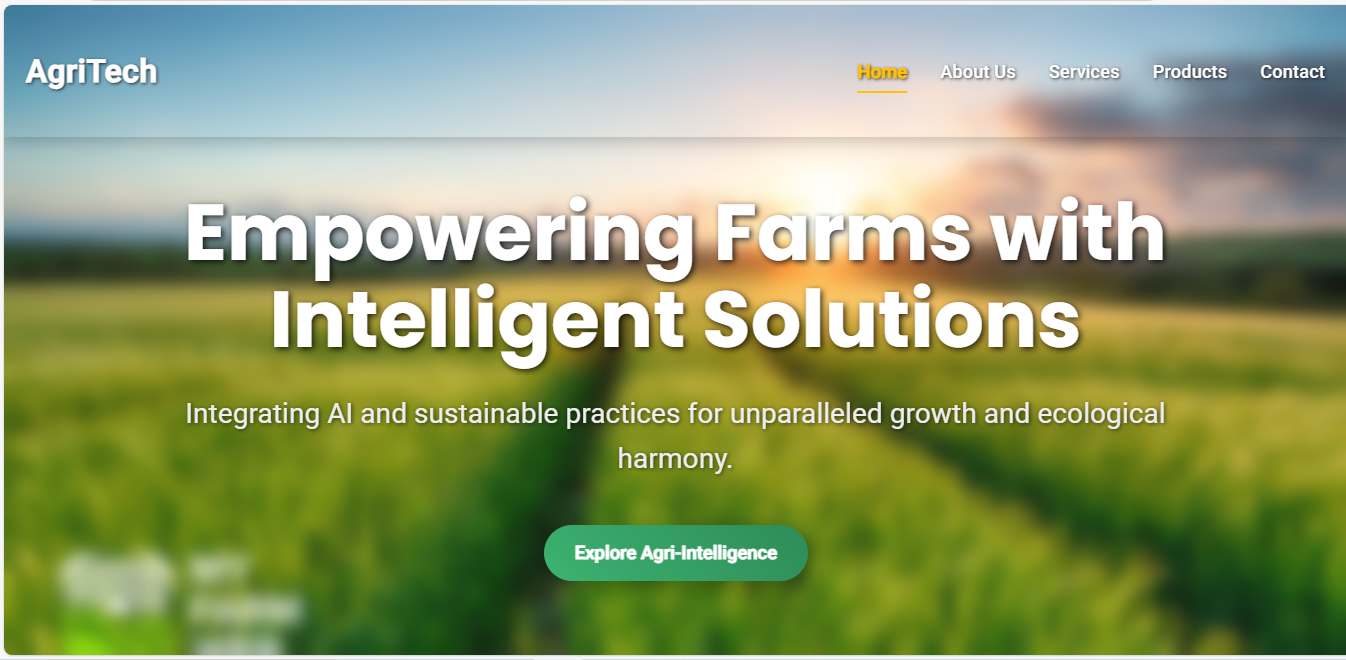 AgriTech
Home About Us Services Products Contact
Empowering Farms with
Intelligent Solutions
Integrating AI and sustainable practices for unparalleled growth and ecological
harmony.
Explore Agri-Intelligence